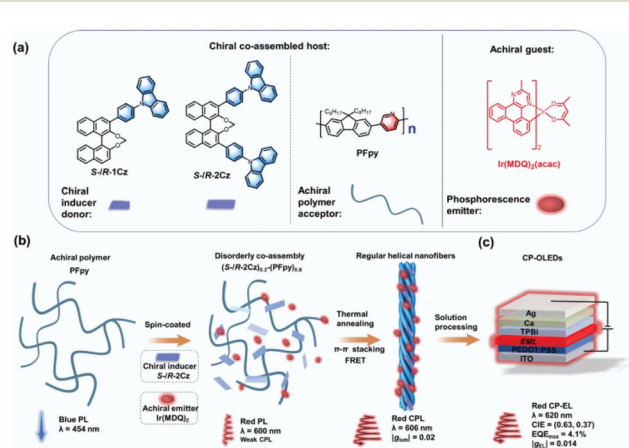 (a)
Chiral co-assembled host:
Achiral guest:
S-/R-1Cz
S-/R-2Cz
C₈H₁₇ C₈H₁₇
N
n
PFpy
2
Ir(MDQ)₂(acac)
Chiral
inducer
donor:
Achiral
polymer
acceptor:
Phosphorescence
emitter:
(b)
Achiral polymer
PFpy
Spin-coated
Chiral inducer
S-/R-2Cz
Achiral emitter
Ir(MDQ)₂
Blue PL
λ = 454 nm
Disorderly co-assembly
(S-/R-2Cz)₀.₂-(PFpy)₀.₈
Red PL
λ = 600 nm
Weak CPL
Thermal
annealing
π-π stacking
FRET
Regular helical nanofibers
Red CPL
λ = 606 nm
|glum| = 0.02
Solution
processing
(c)
CP-OLEDs
Ag
Ca
TPBi
EML
PEDOT:PSS
ITO
Red CP-EL
λ = 620 nm
CIE = (0.63, 0.37)
EQEmax = 4.1%
|gEL| = 0.014